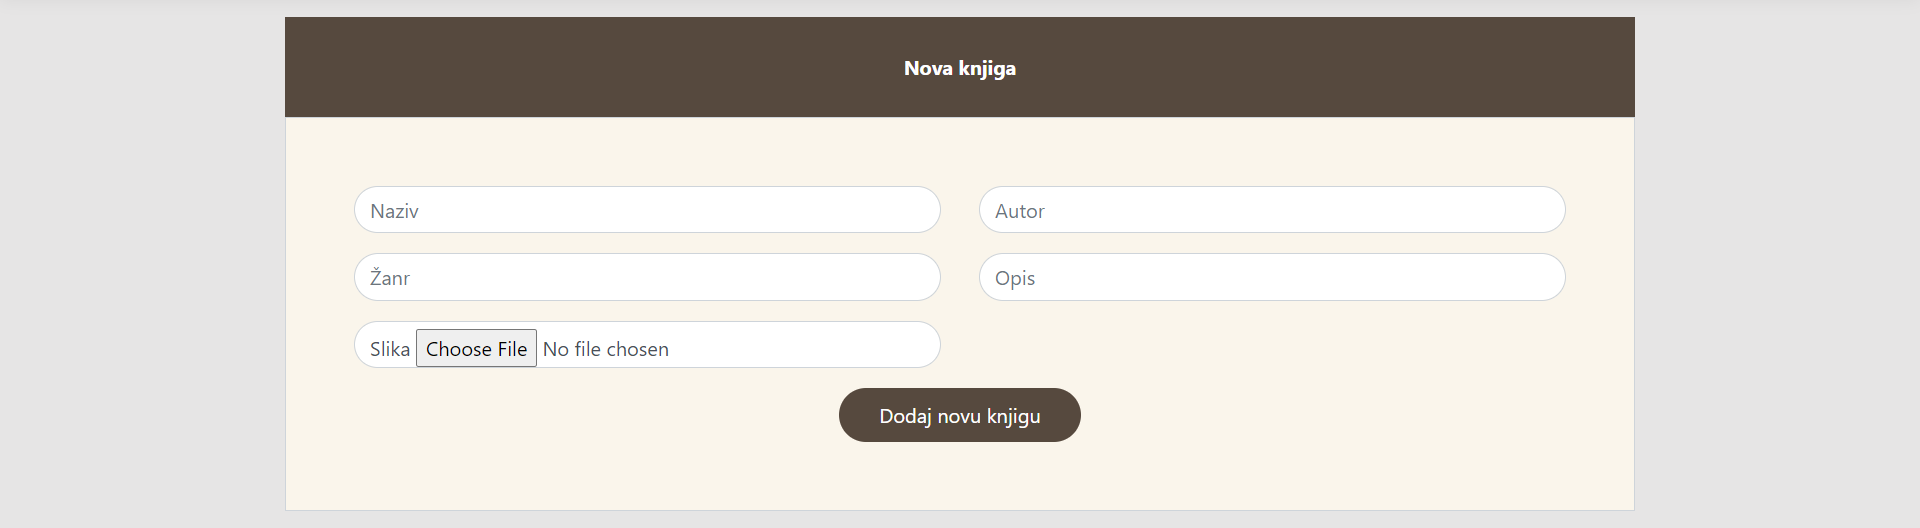 Nova knjiga
Naziv
Autor
Žanr
Opis
Slika Choose File No file chosen
Dodaj novu knjigu